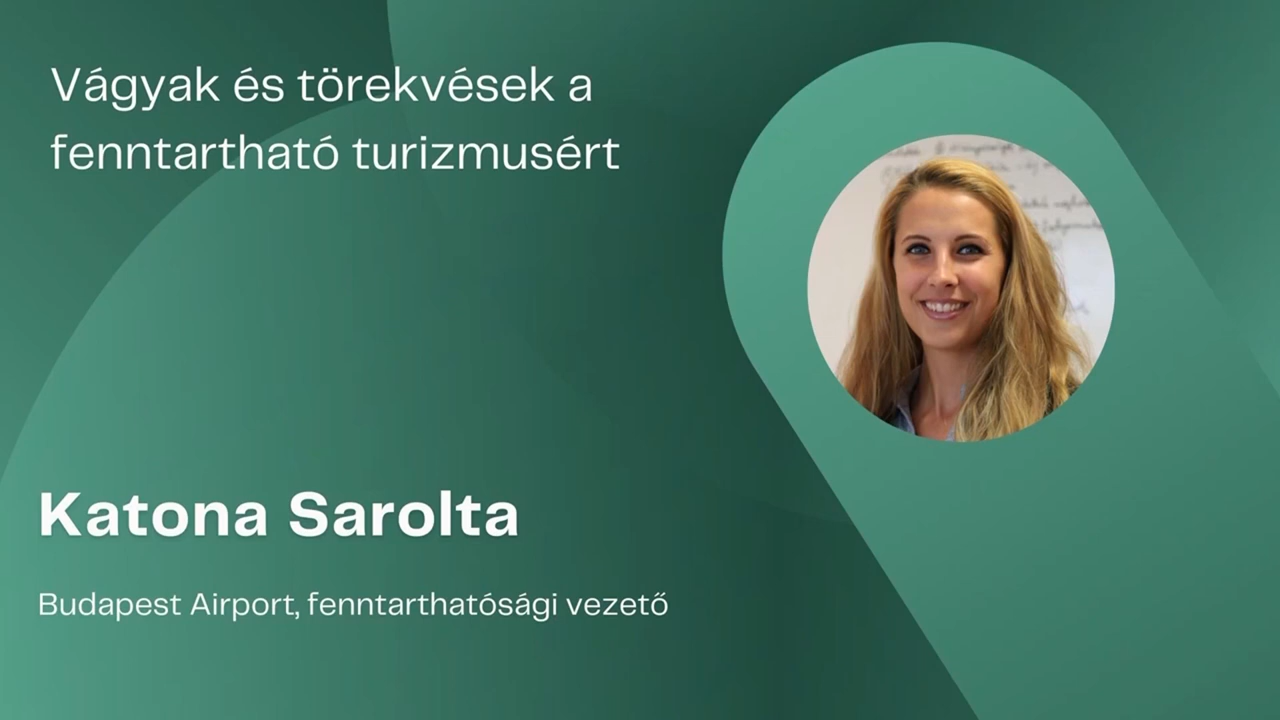 Vágyak és törekvések a
fenntartható turizmusért
Katona Sarolta
Budapest Airport, fenntarthatósági vezető